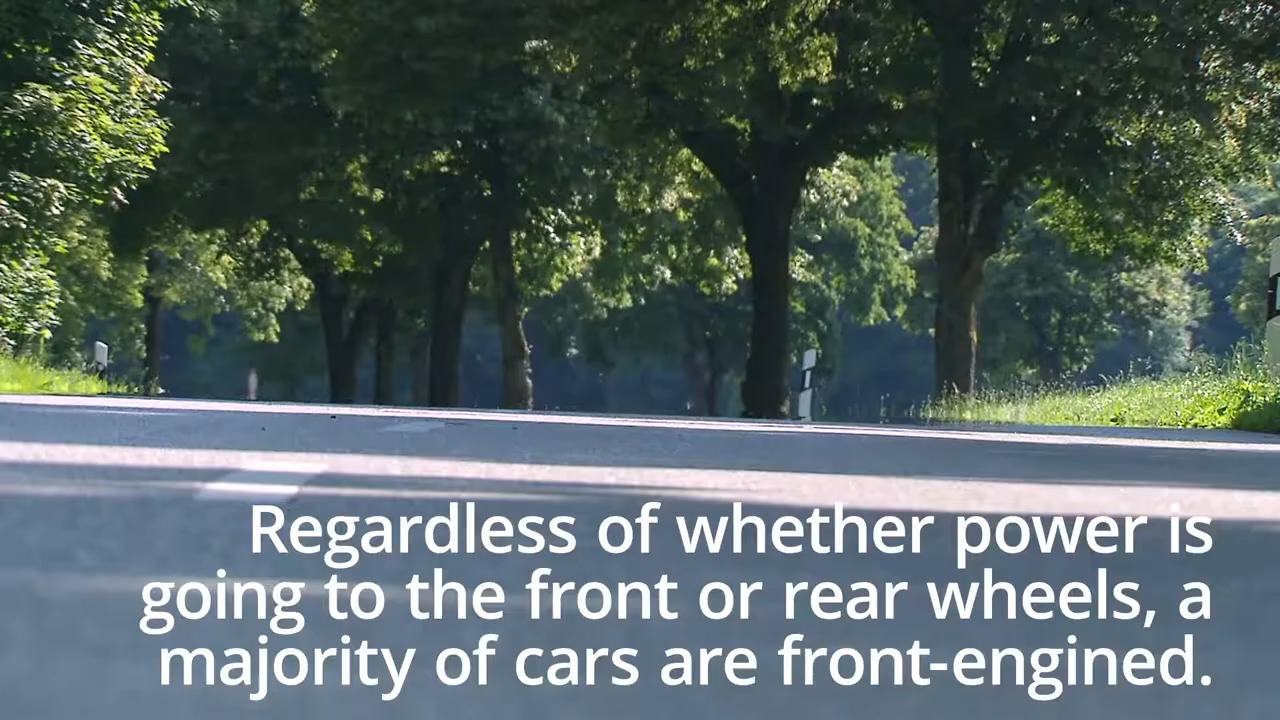 Regardless of whether power is
going to the front or rear wheels, a
majority of cars are front-engined.